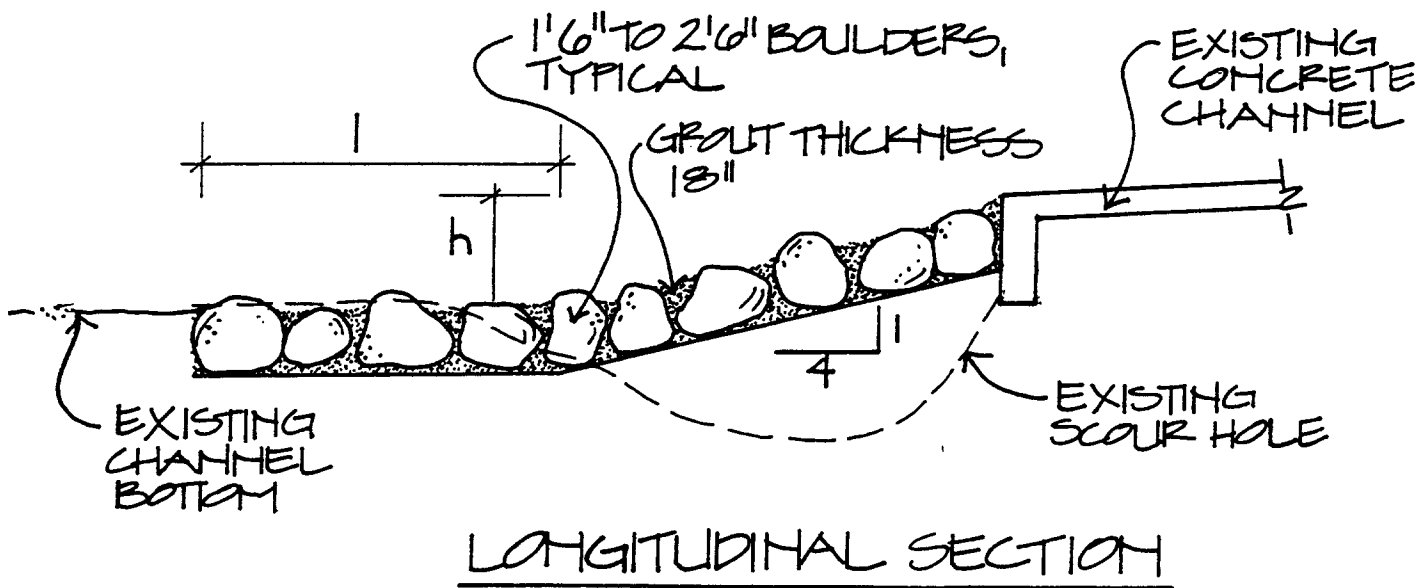 1'6" TO 2'6" BOULDERS,
TYPICAL
EXISTING
CONCRETE
CHANNEL
GROUT THICKNESS
18"
l
h
1
4
EXISTING
CHANNEL
BOTTOM
EXISTING
SCOUR HOLE
LONGITUDINAL SECTION